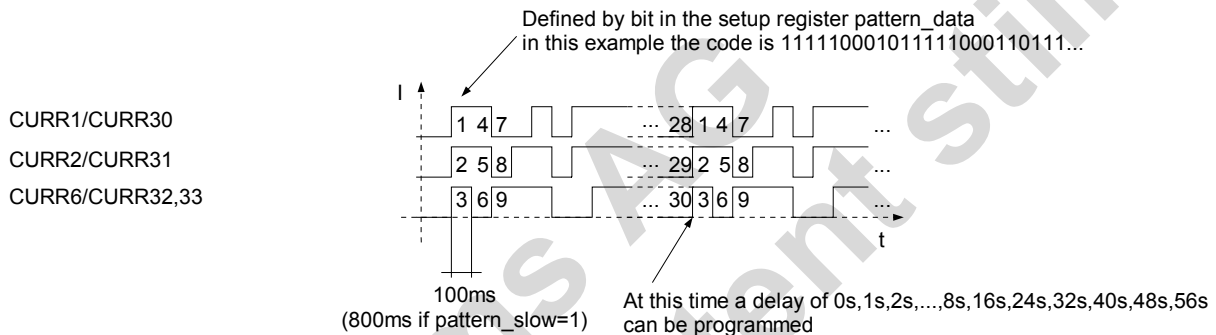 Defined by bit in the setup register pattern_data
in this example the code is 111110001011111000110111...
I
CURR1/CURR30
1 4 7 ... 28 1 4 7 ...
CURR2/CURR31
2 5 8 ... 29 2 5 8 ...
CURR6/CURR32,33
3 6 9 ... 30 3 6 9 ...
t
100ms
(800ms if pattern_slow=1)
At this time a delay of 0s,1s,2s,...,8s,16s,24s,32s,40s,48s,56s
can be programmed